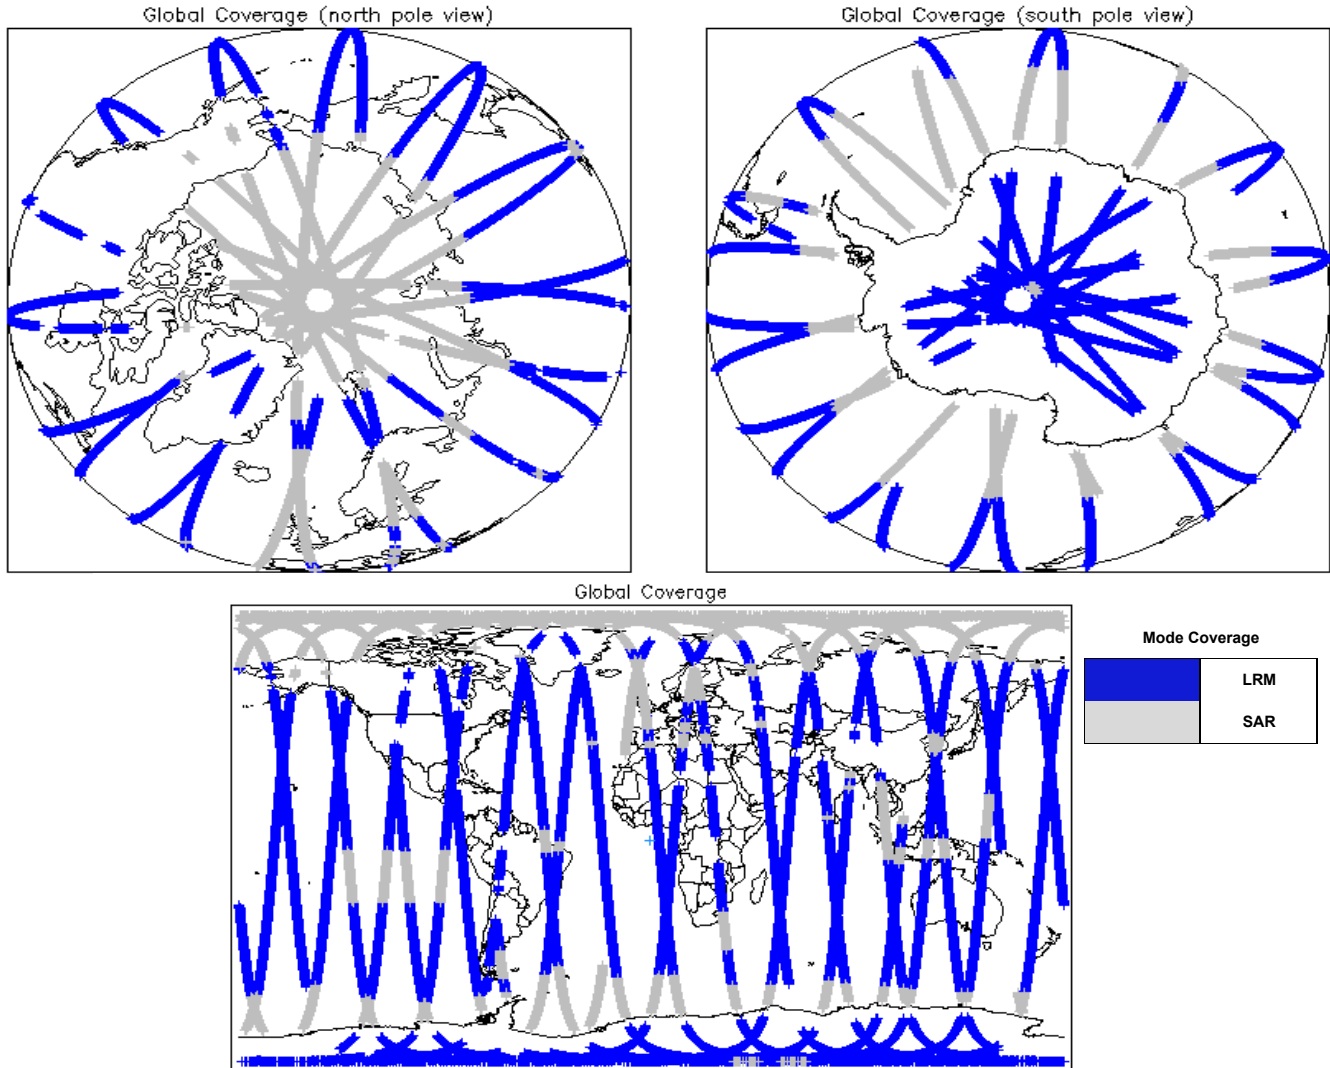 Global Coverage (north pole view)
Global Coverage (south pole view)
Global Coverage
Mode Coverage
LRM
SAR